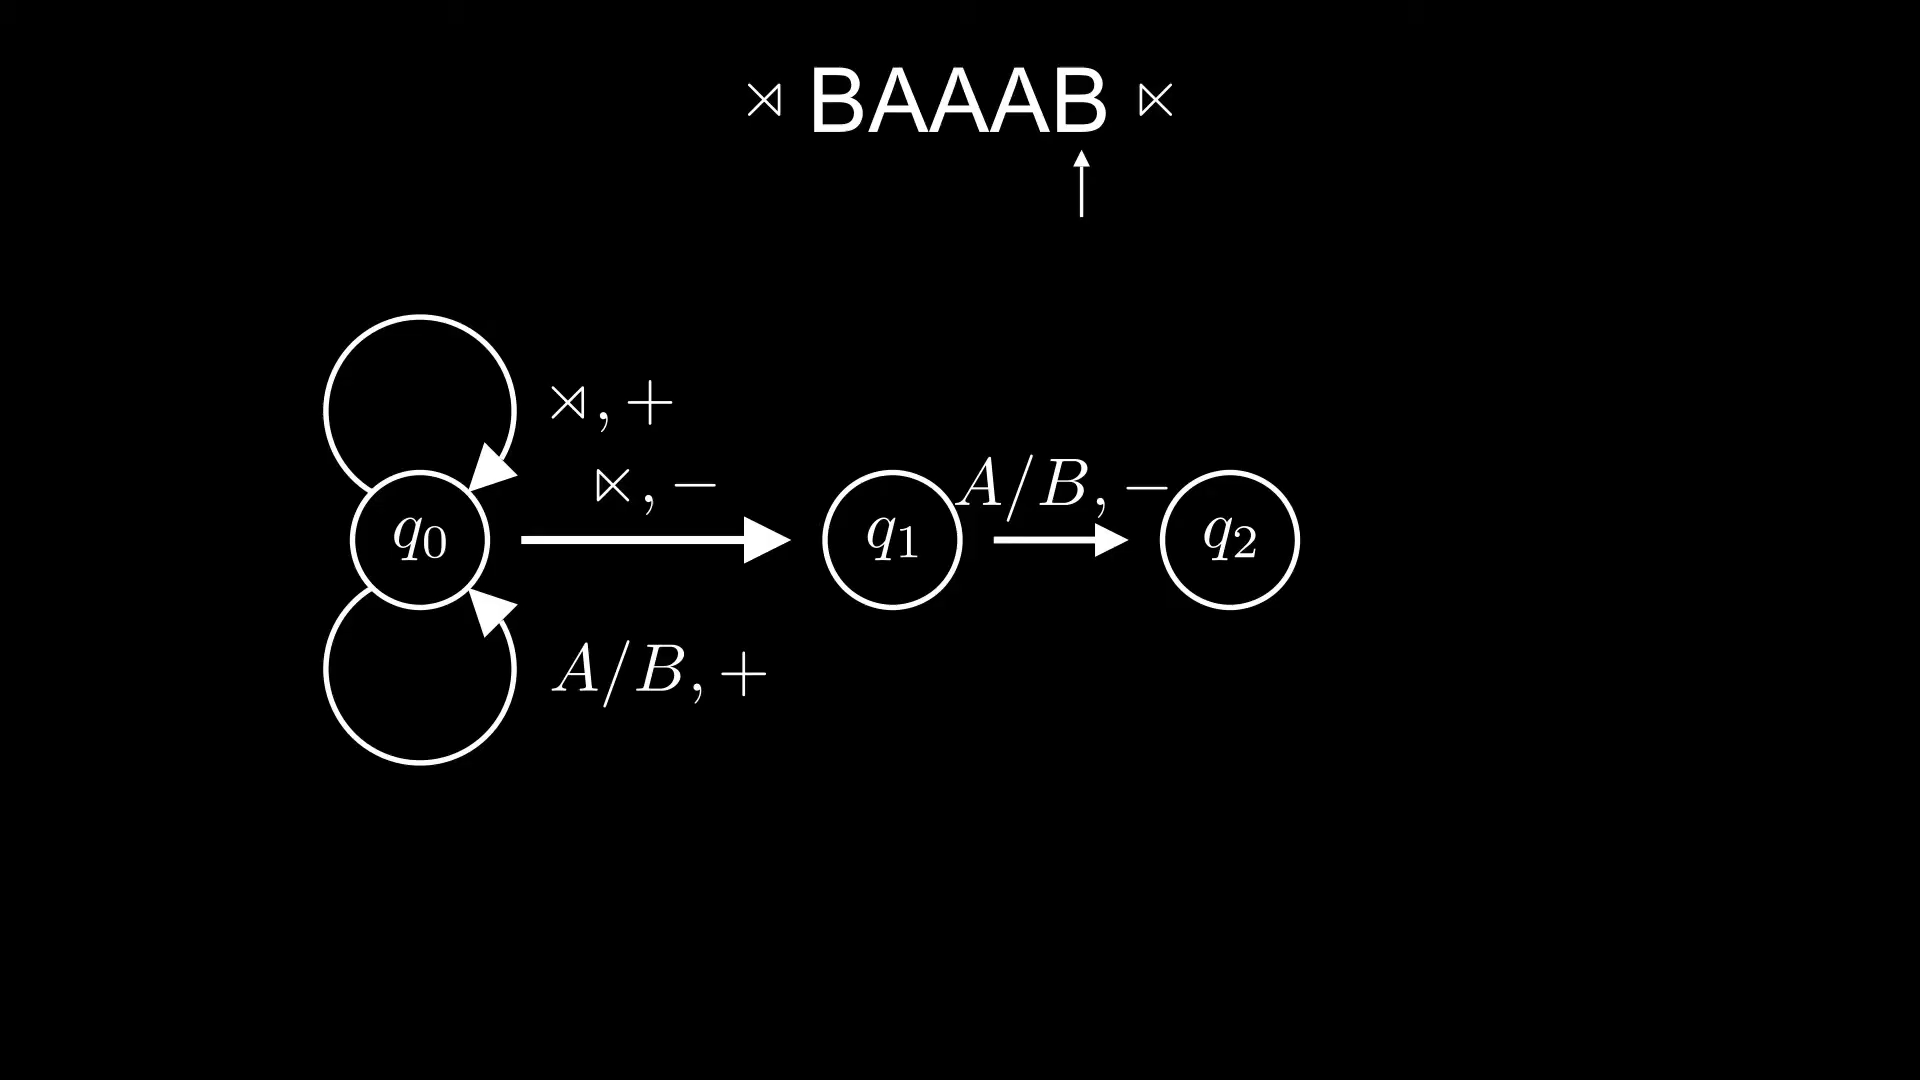 ⋊ BAAAB ⋉
⋊, +
⋉, −
A/B, −
q₀
q₁
q₂
A/B, +